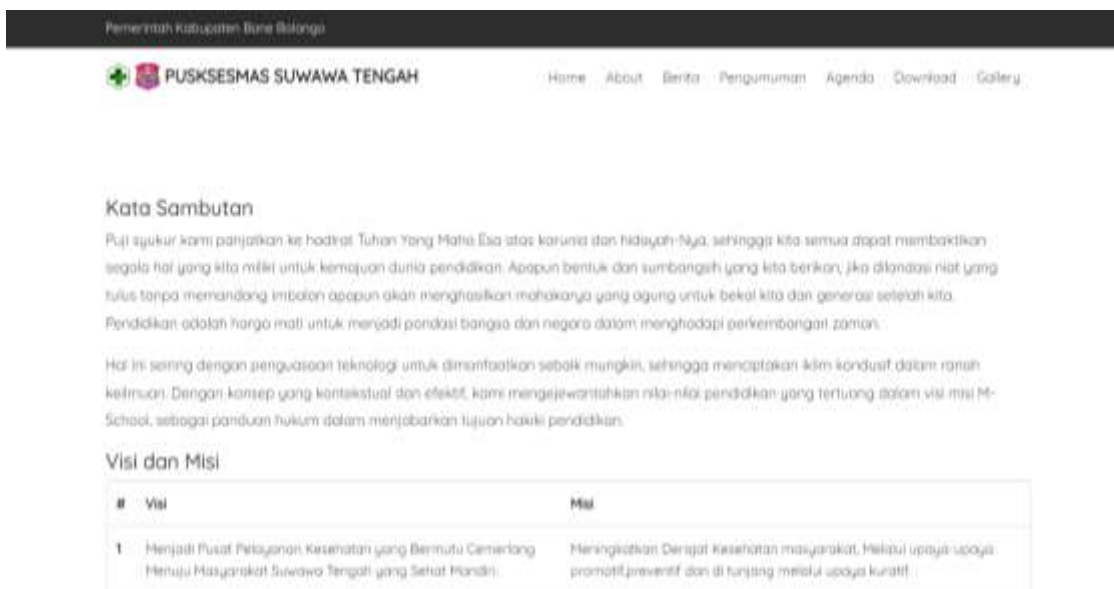 Pemerintah Kabupaten Bone Bolango
PUSKSESMAS SUWAWA TENGAH
Home About Berita Pengumuman Agenda Download Gallery
Kata Sambutan
Puji syukur kami panjatkan ke hadirat Tuhan Yang Maha Esa atas karunia dan hidayah-Nya, sehingga kita semua dapat membaktikan
segala hal yang kita miliki untuk kemajuan dunia pendidikan. Apapun bentuk dan sumbangsih yang kita berikan, jika dilandasi niat yang
tulus tanpa memandang imbalan apapun akan menghasilkan mahakarya yang agung untuk bekal kita dan generasi setelah kita.
Pendidikan adalah harga mati untuk menjadi pondasi bangsa dan negara dalam menghadapi perkembangan zaman.
Hal ini seiring dengan penguasaan teknologi untuk dimanfaatkan sebaik mungkin, sehingga menciptakan iklim kondusif dalam ranah
keilmuan. Dengan konsep yang kontekstual dan efektif, kami mengejewantahkan nilai-nilai pendidikan yang tertuang dalam visi misi M-
School, sebagai panduan hukum dalam menjabarkan tujuan hakiki pendidikan.
Visi dan Misi
# Visi Misi
1 Menjadi Pusat Pelayanan Kesehatan yang Bermutu Cemerlang Meningkatkan Derajat Kesehatan masyarakat, Melalui upaya-upaya
Menuju Masyarakat Suwawa Tengah yang Sehat Mandiri. promotif,preventif dan di tunjang melalui upaya kuratif.